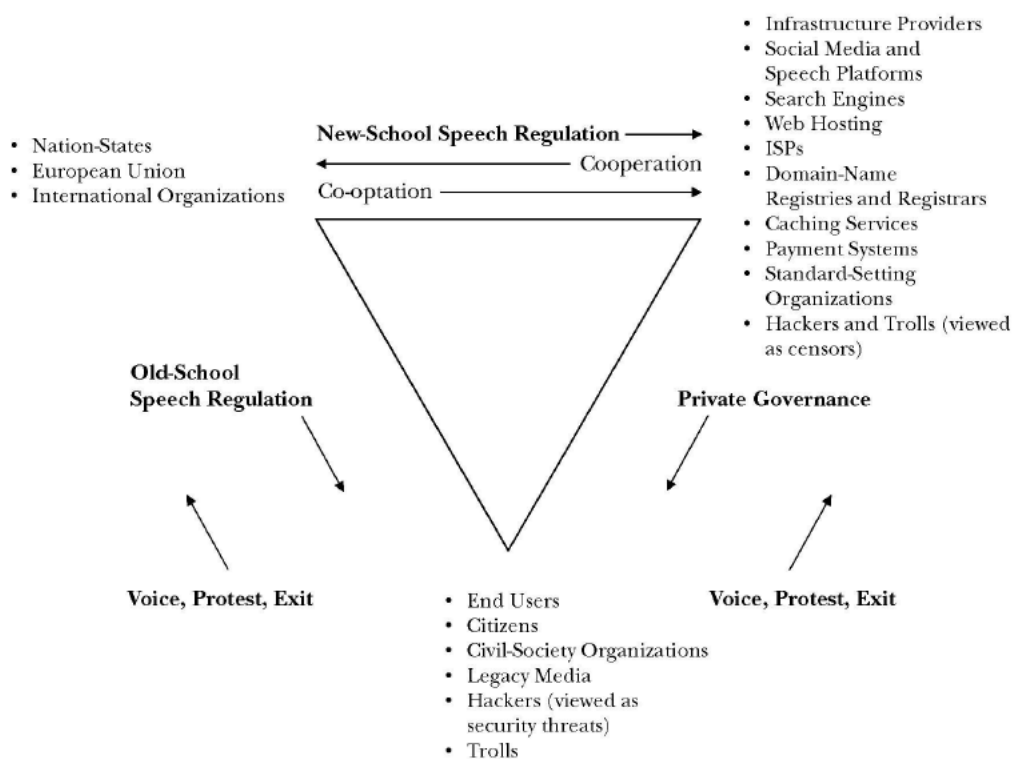 • Nation-States
• European Union
• International Organizations
New-School Speech Regulation
Cooperation
Co-optation
• Infrastructure Providers
• Social Media and
Speech Platforms
• Search Engines
• Web Hosting
• ISPs
• Domain-Name
Registries and Registrars
• Caching Services
• Payment Systems
• Standard-Setting
Organizations
• Hackers and Trolls (viewed
as censors)
Old-School
Speech Regulation
Private Governance
Voice, Protest, Exit
• End Users
• Citizens
• Civil-Society Organizations
• Legacy Media
• Hackers (viewed as
security threats)
• Trolls
Voice, Protest, Exit